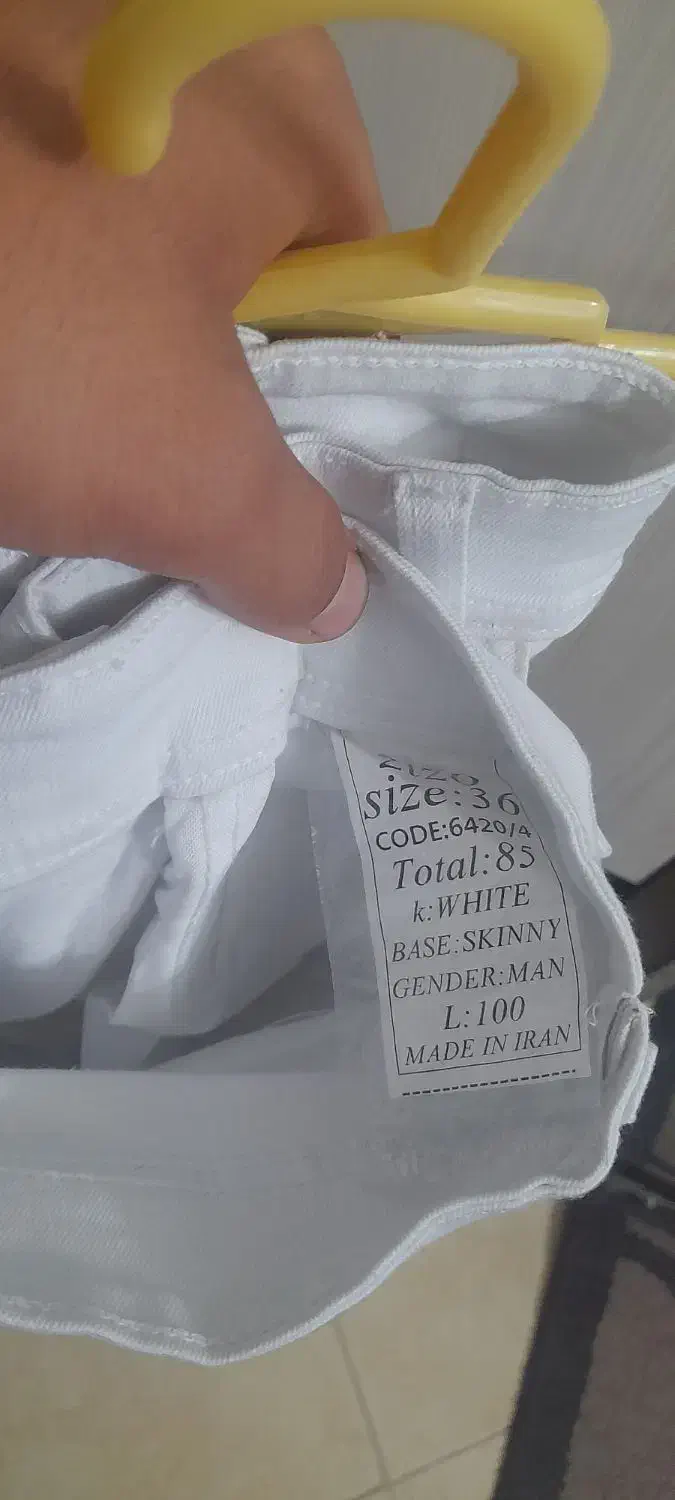 size:36
CODE:6420/4
Total:85
k:WHITE
BASE:SKINNY
GENDER:MAN
L:100
MADE IN IRAN